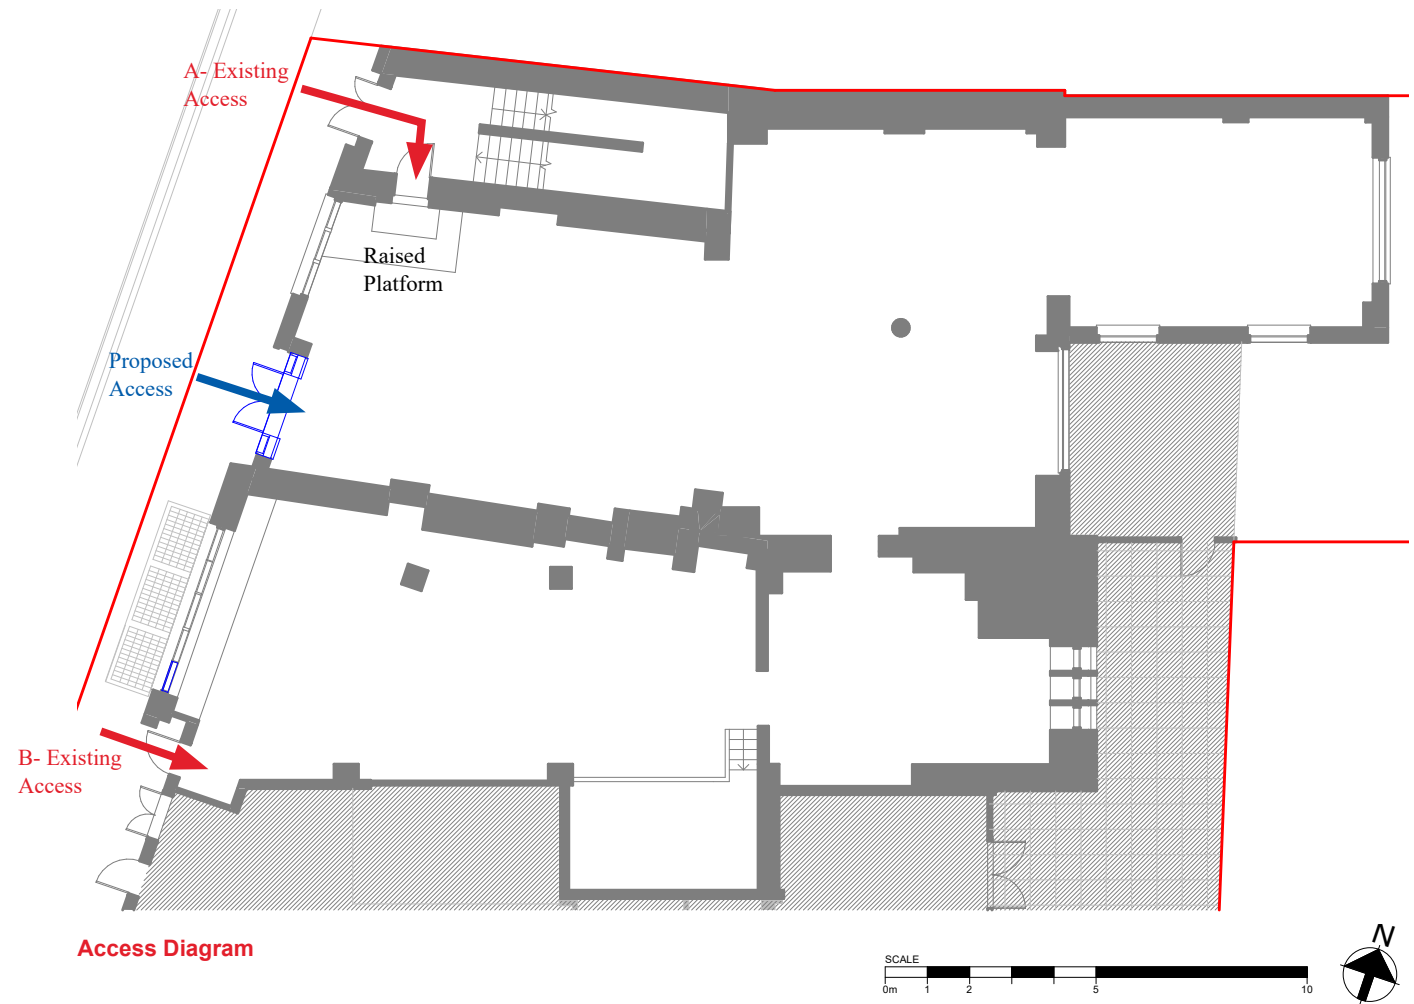 A- Existing
Access
Raised
Platform
Proposed
Access
B- Existing
Access
Access Diagram
SCALE
0m 1 2 5 10
N